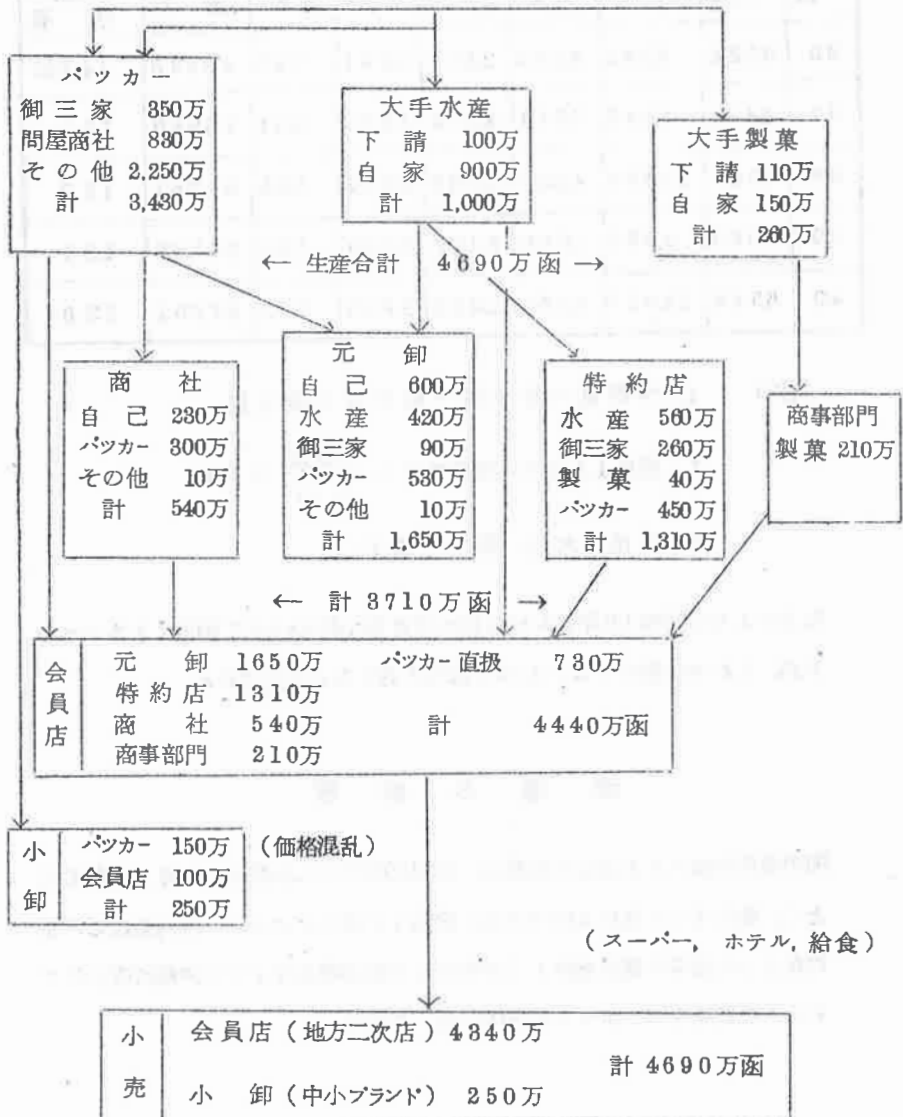 パッカー
御三家 350万
問屋商社 830万
その他 2,250万
計 3,430万
大手水産
下請 100万
自家 900万
計 1,000万
大手製菓
下請 110万
自家 150万
計 260万
← 生産合計 4690万函 →
商社
自己 230万
パッカー 300万
その他 10万
計 540万
元卸
自己 600万
水産 420万
御三家 90万
パッカー 530万
その他 10万
計 1,650万
特約店
水産 560万
御三家 260万
製菓 40万
パッカー 450万
計 1,310万
商事部門
製菓 210万
← 計 3710万函 →
会員店
元卸 1650万 パッカー直扱 730万
特約店 1310万
商社 540万 計 4440万函
商事部門 210万
小卸
パッカー 150万 (価格混乱)
会員店 100万
計 250万
(スーパー, ホテル, 給食)
小売
会員店(地方二次店) 4340万
計 4690万函
小卸(中小ブランド) 250万